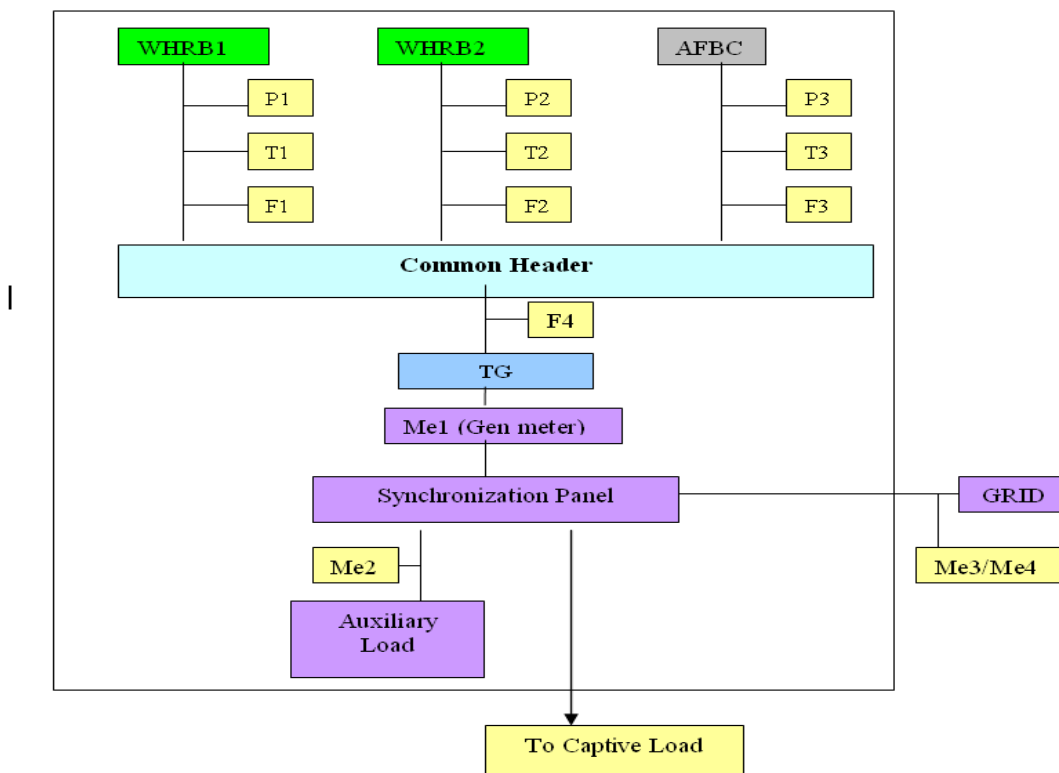 WHRB1 WHRB2 AFBC
P1 P2 P3
T1 T2 T3
F1 F2 F3
Common Header
F4
TG
Me1 (Gen meter)
Synchronization Panel
GRID
Me2
Me3/Me4
Auxiliary
Load
To Captive Load